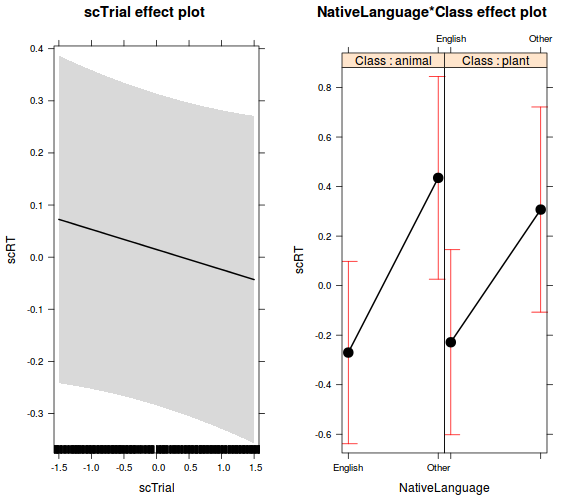 scTrial effect plot
scRT
0.4
0.3
0.2
0.1
0.0
-0.1
-0.2
-0.3
-1.5 -1.0 -0.5 0.0 0.5 1.0 1.5
scTrial
NativeLanguage*Class effect plot
English Other
Class : animal Class : plant
scRT
0.8
0.6
0.4
0.2
0.0
-0.2
-0.4
-0.6
English Other
NativeLanguage